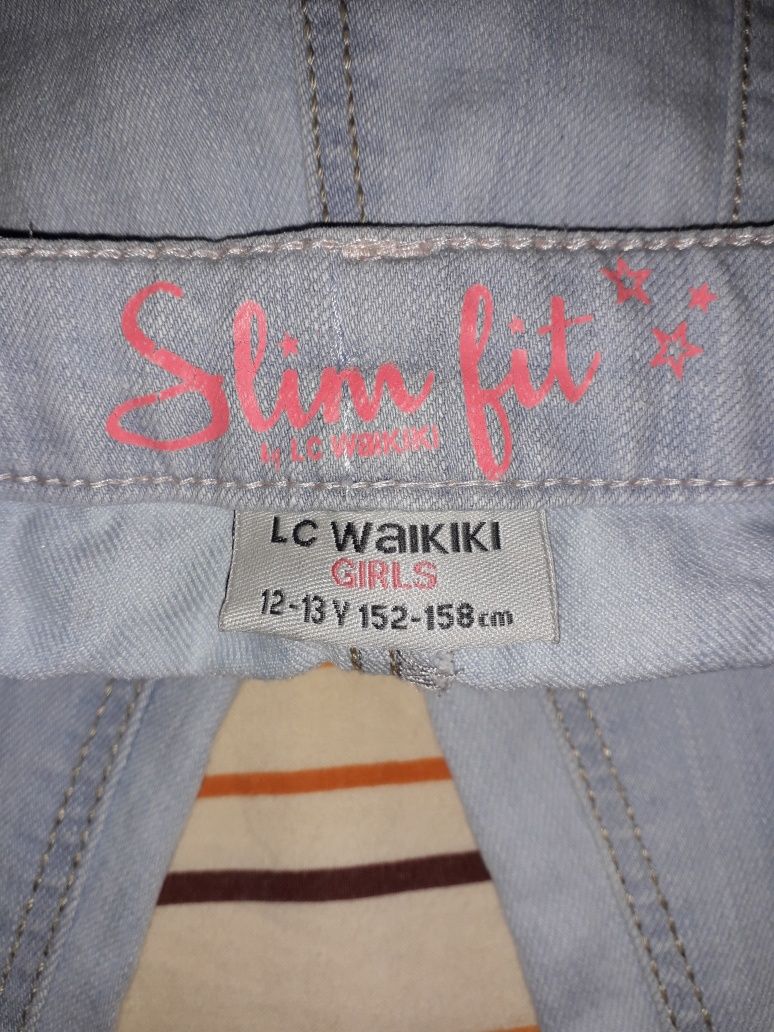 Slim fit
by LC WAIKIKI
LC WAIKIKI
GIRLS
12-13 Y 152-158 cm